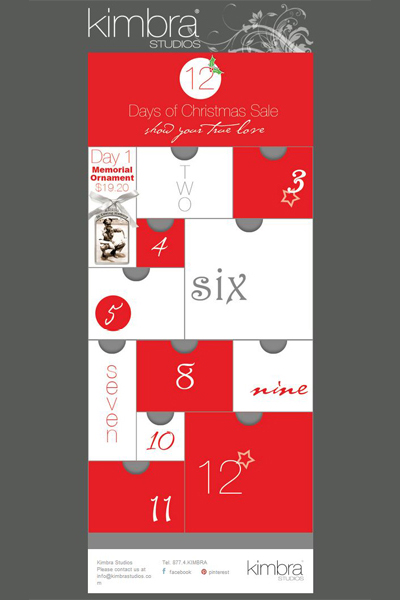 kimbra®
STUDIOS
12
Days of Christmas Sale
show your true love
Day 1
Memorial
Ornament
$19.20
TWO
3
4
six
5
seven
8
nine
10
11
12
Kimbra Studios
Please contact us at
info@kimbrastudios.co
m
Tel. 877.4.KIMBRA
facebook
pinterest
kimbra®
STUDIOS